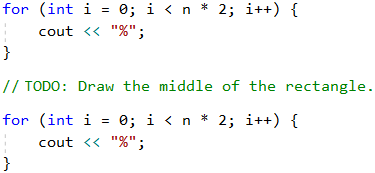 for (int i = 0; i < n * 2; i++) {
    cout << "%";
}
// TODO: Draw the middle of the rectangle.
for (int i = 0; i < n * 2; i++) {
    cout << "%";
}